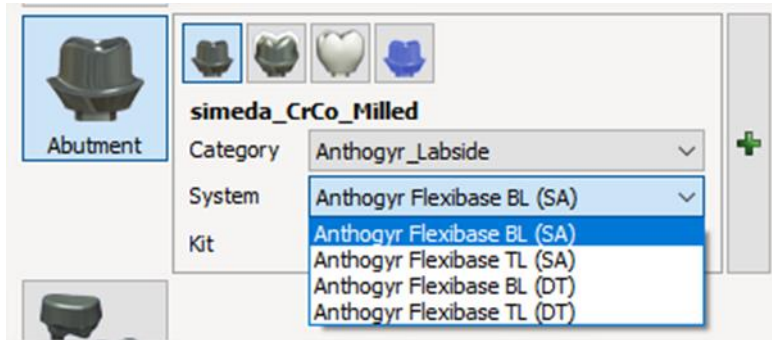 Abutment
simeda_CrCo_Milled
Category Anthogyr_Labside
System Anthogyr Flexibase BL (SA)
Kit
Anthogyr Flexibase BL (SA)
Anthogyr Flexibase TL (SA)
Anthogyr Flexibase BL (DT)
Anthogyr Flexibase TL (DT)